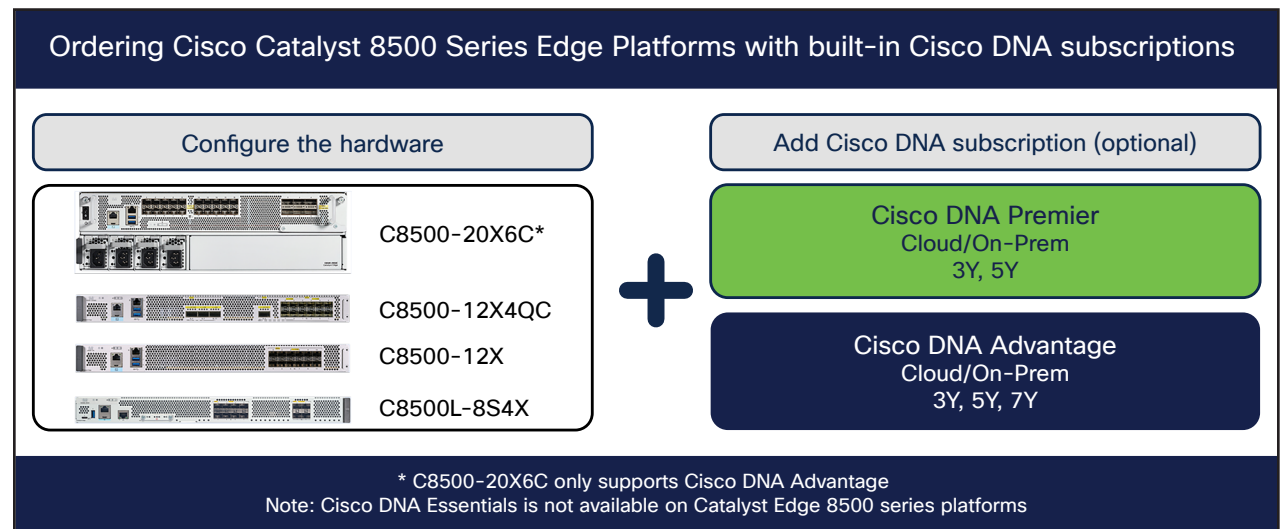 Ordering Cisco Catalyst 8500 Series Edge Platforms with built-in Cisco DNA subscriptions
Configure the hardware
C8500-20X6C*
C8500-12X4QC
C8500-12X
C8500L-8S4X
Add Cisco DNA subscription (optional)
Cisco DNA Premier
Cloud/On-Prem
3Y, 5Y
Cisco DNA Advantage
Cloud/On-Prem
3Y, 5Y, 7Y
* C8500-20X6C only supports Cisco DNA Advantage
Note: Cisco DNA Essentials is not available on Catalyst Edge 8500 series platforms